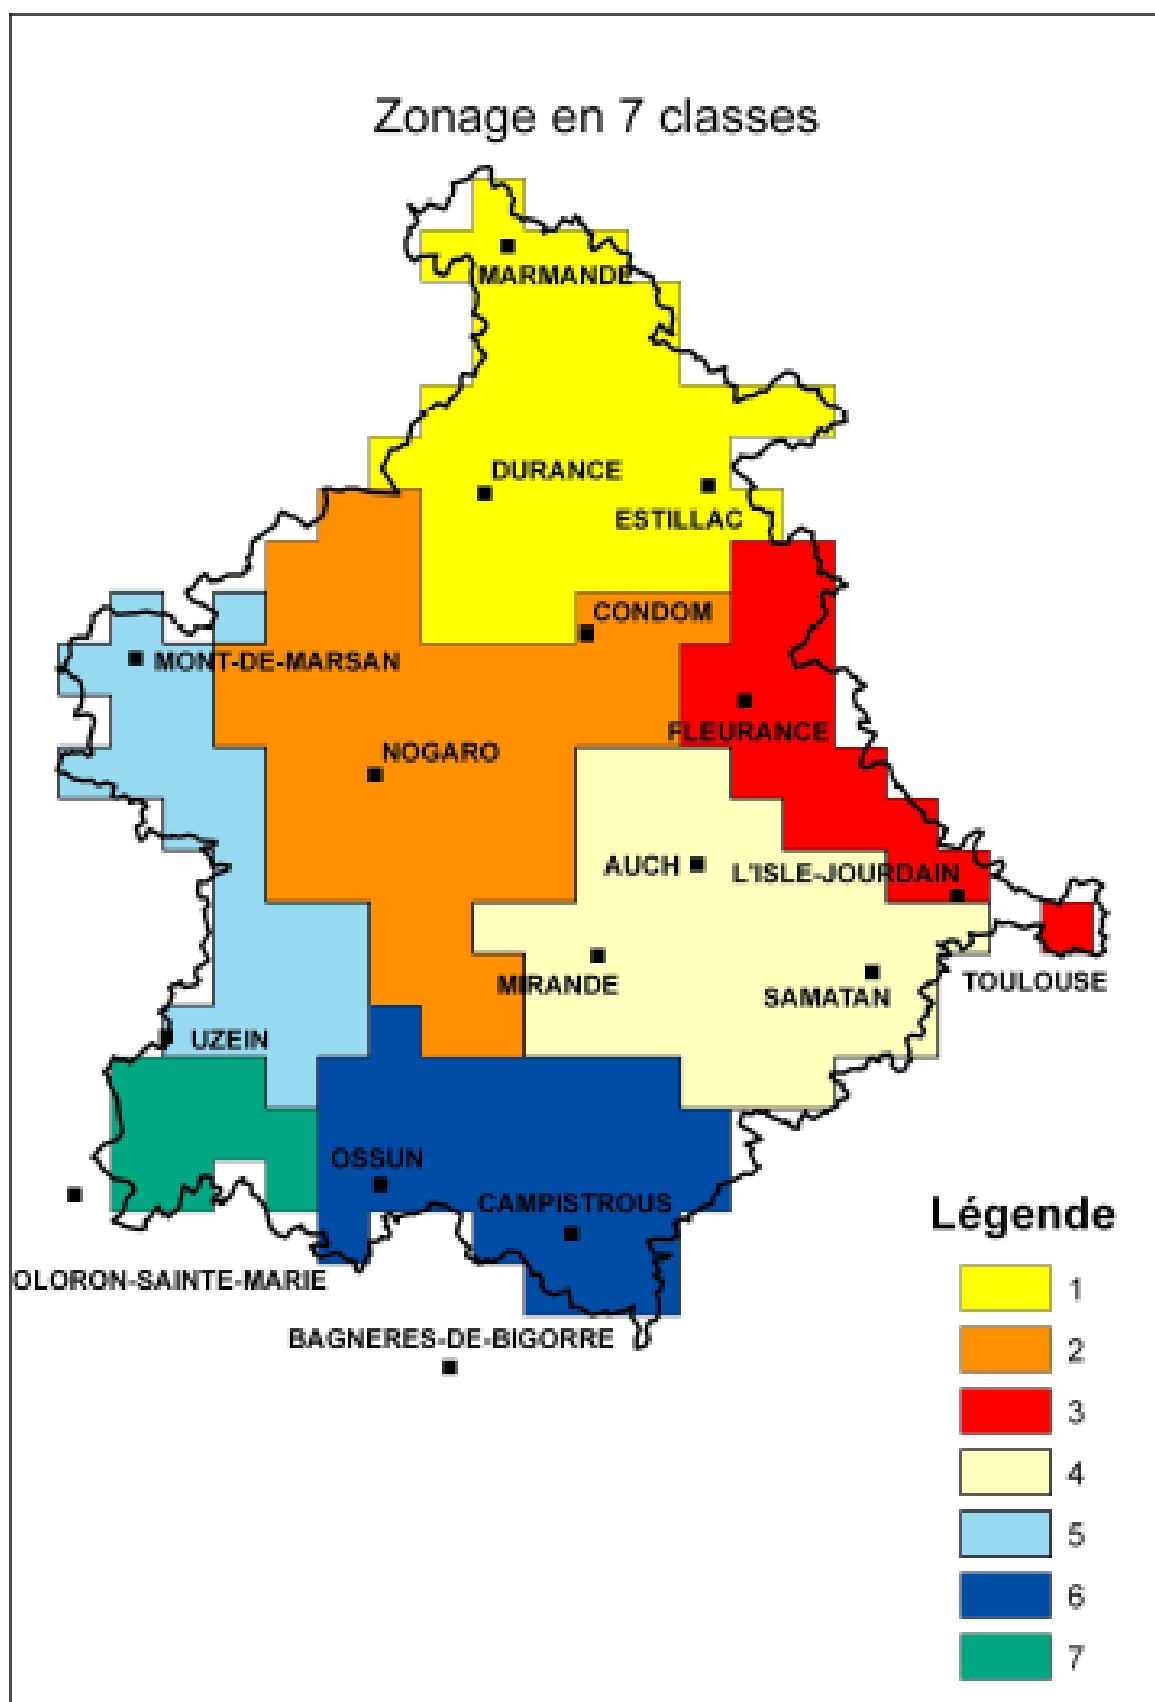 Zonage en 7 classes
MARMANDE
DURANCE
ESTILLAC
CONDOM
MONT-DE-MARSAN
FLEURANCE
NOGARO
AUCH
L'ISLE-JOURDAIN
MIRANDE
SAMATAN
TOULOUSE
UZEIN
OSSUN
CAMPISTROUS
OLORON-SAINTE-MARIE
BAGNERES-DE-BIGORRE
Légende
1
2
3
4
5
6
7